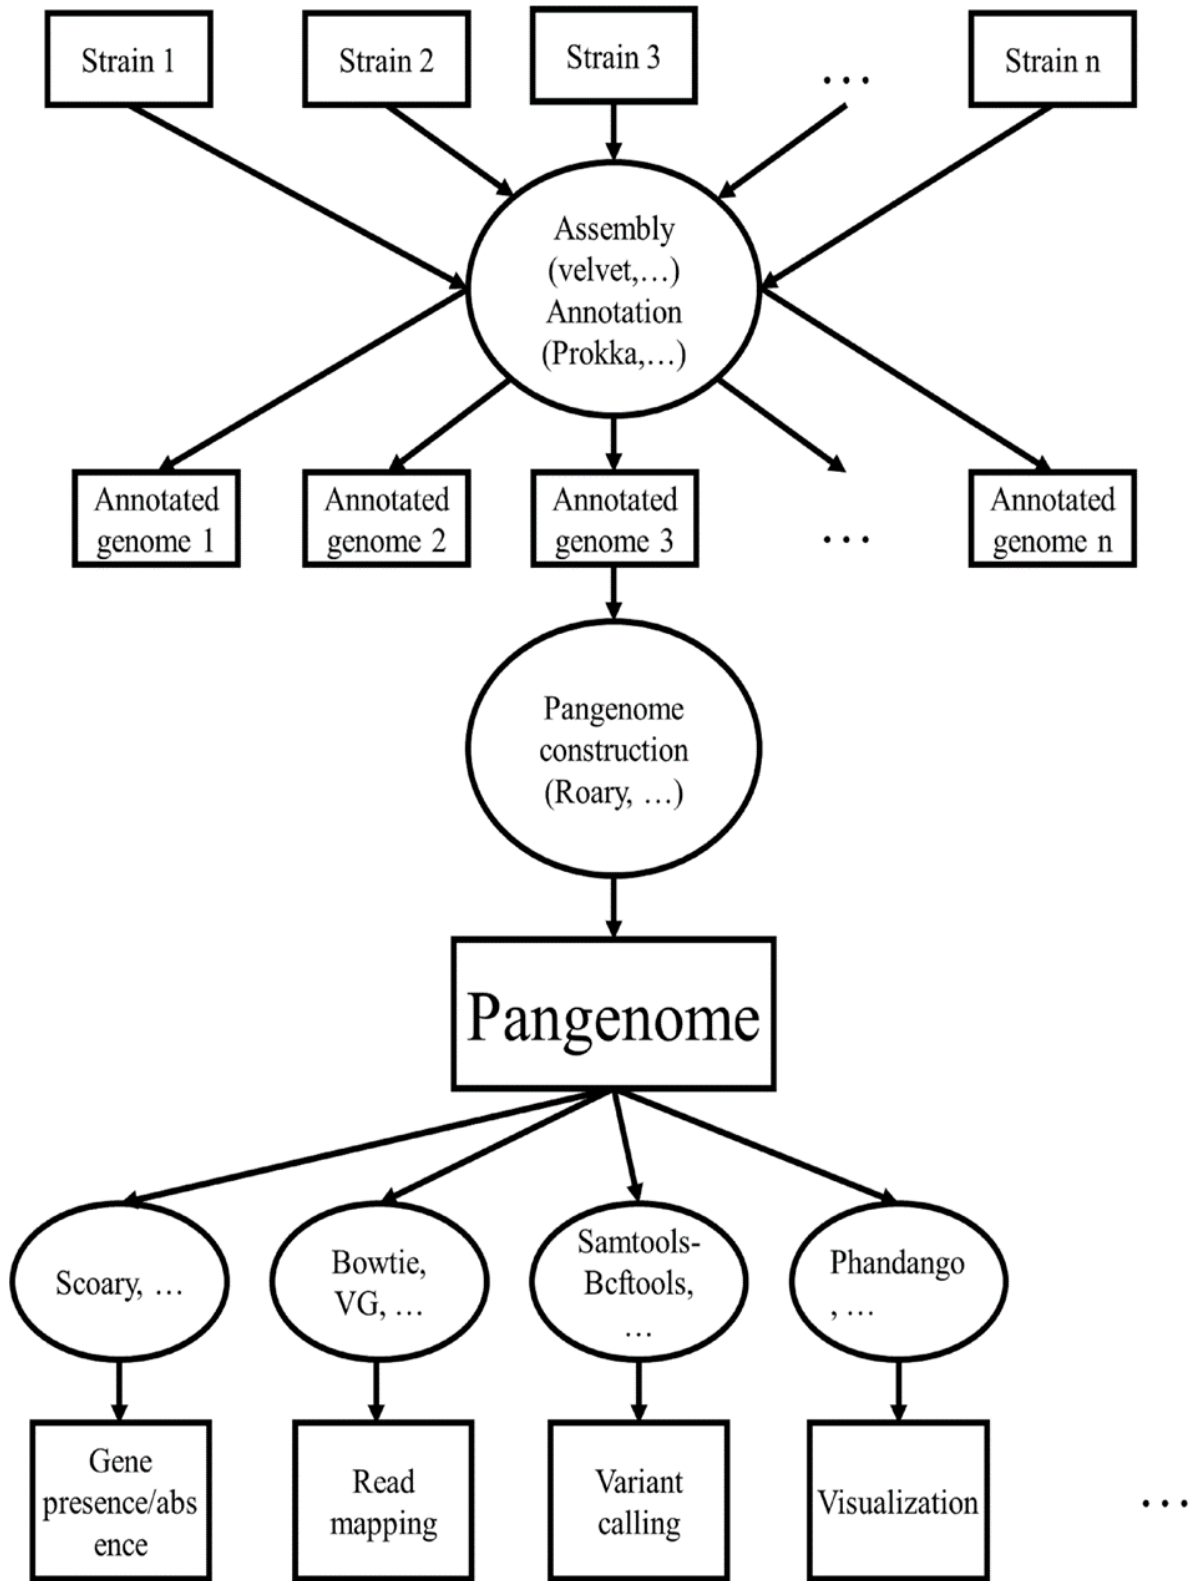 Strain 1
Strain 2
Strain 3
...
Strain n
Assembly
(velvet,...)
Annotation
(Prokka,...)
Annotated
genome 1
Annotated
genome 2
Annotated
genome 3
...
Annotated
genome n
Pangenome
construction
(Roary, ...)
Pangenome
Scoary, ...
Bowtie,
VG, ...
Samtools-
Bcftools,
...
Phandango
, ...
Gene
presence/abs
ence
Read
mapping
Variant
calling
Visualization
...